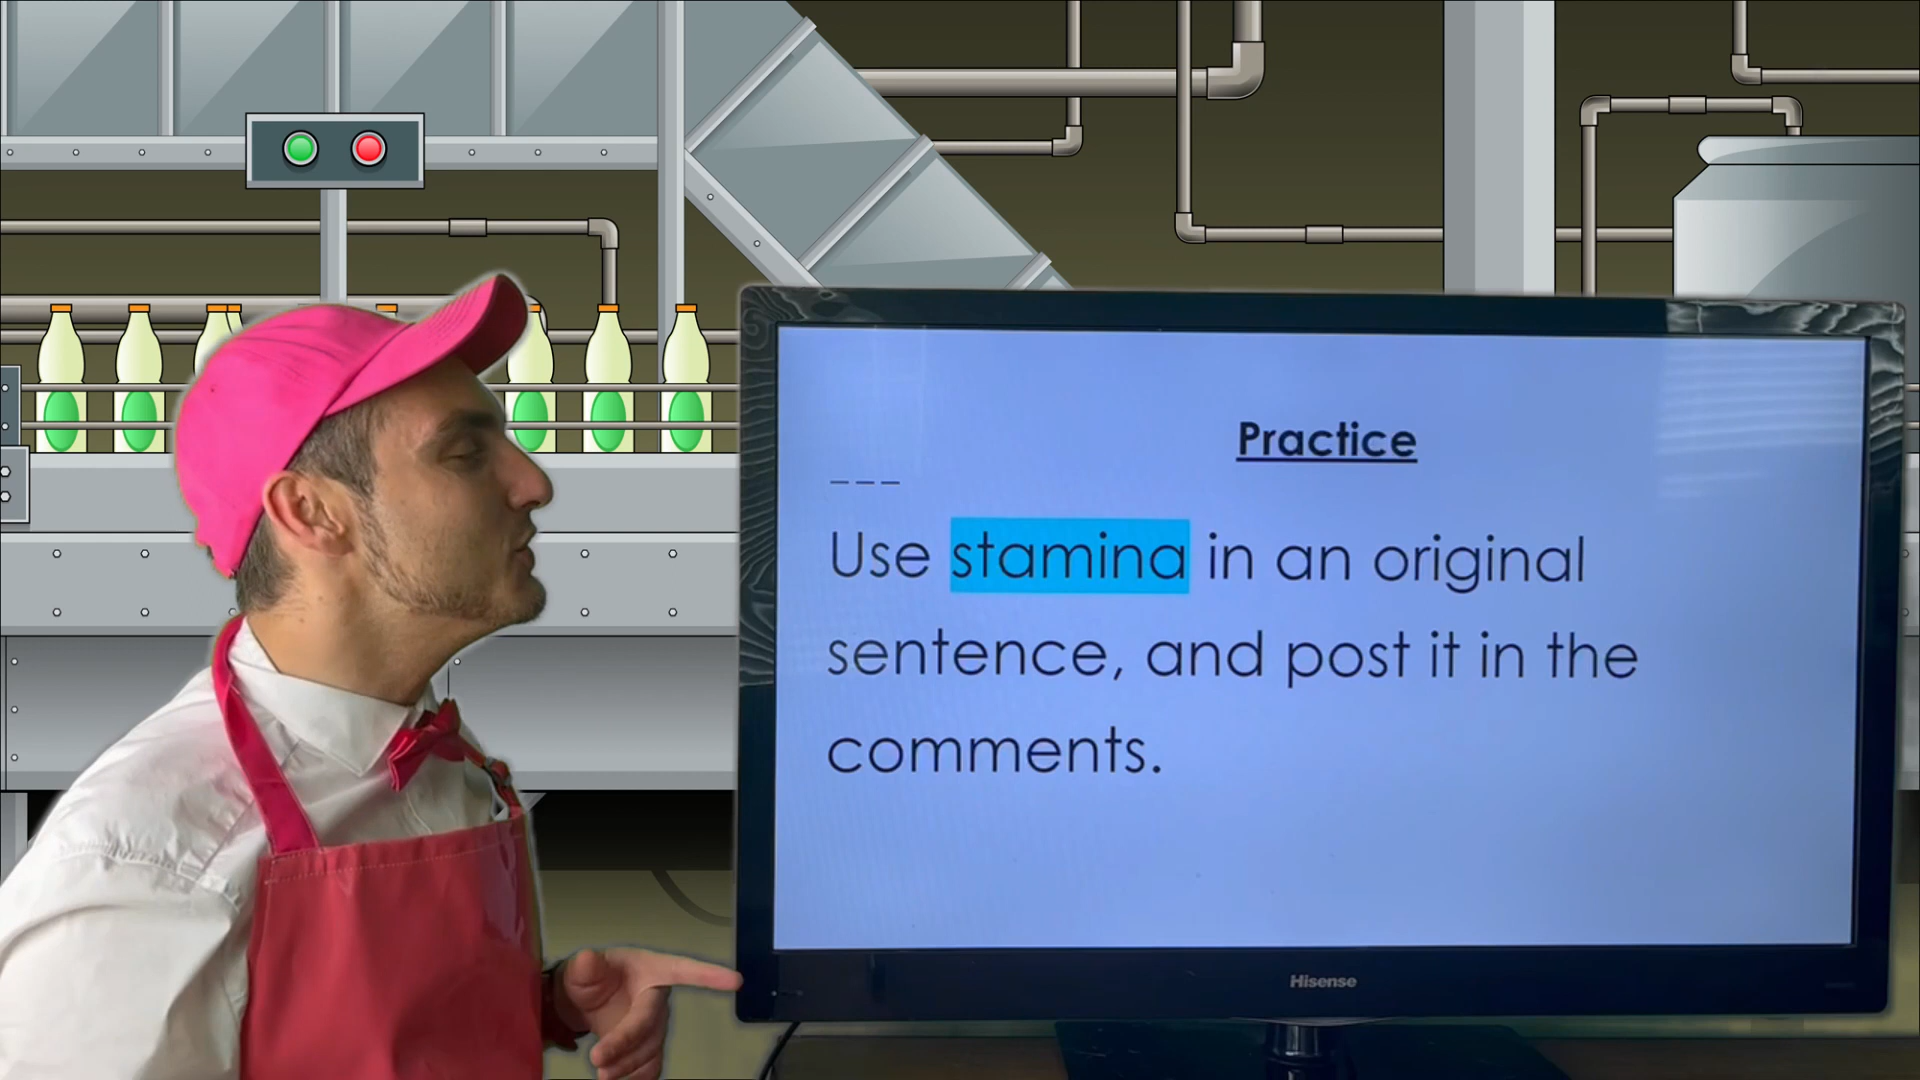 Practice
---
Use stamina in an original
sentence, and post it in the
comments.
Hisense